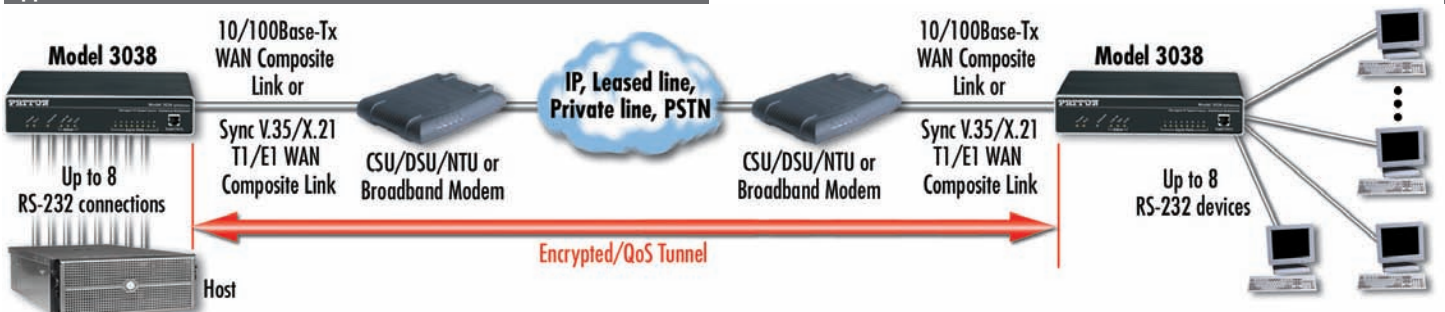 Model 3038
10/100Base-Tx
WAN Composite
Link or
Sync V.35/X.21
T1/E1 WAN
Composite Link
CSU/DSU/NTU or
Broadband Modem
IP, Leased line,
Private line, PSTN
CSU/DSU/NTU or
Broadband Modem
10/100Base-Tx
WAN Composite
Link or
Sync V.35/X.21
T1/E1 WAN
Composite Link
Model 3038
PATTON
PATTON
Up to 8
RS-232 connections
Up to 8
RS-232 devices
Encrypted/QoS Tunnel
Host